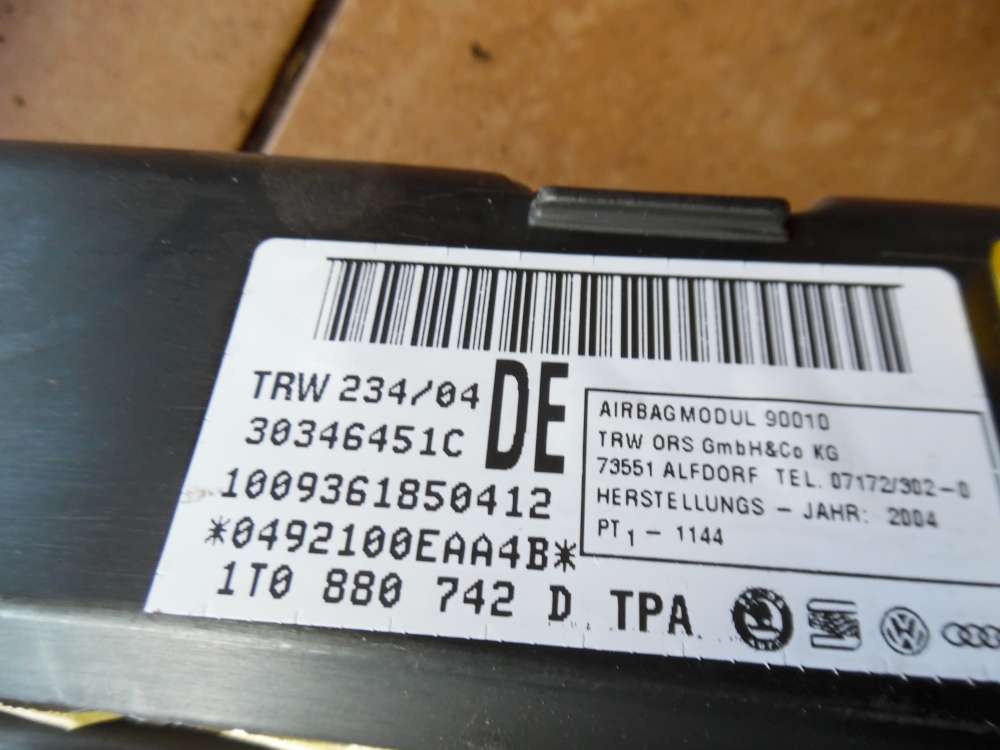 TRW 234/04
30346451C
DE
1009361850412
*0492100EAA4B*
1T0 880 742 D TPA
AIRBAGMODUL 90010
TRW ORS GmbH&Co KG
73551 ALFDORF TEL. 07172/302-0
HERSTELLUNGS - JAHR: 2004
PT1 - 1144